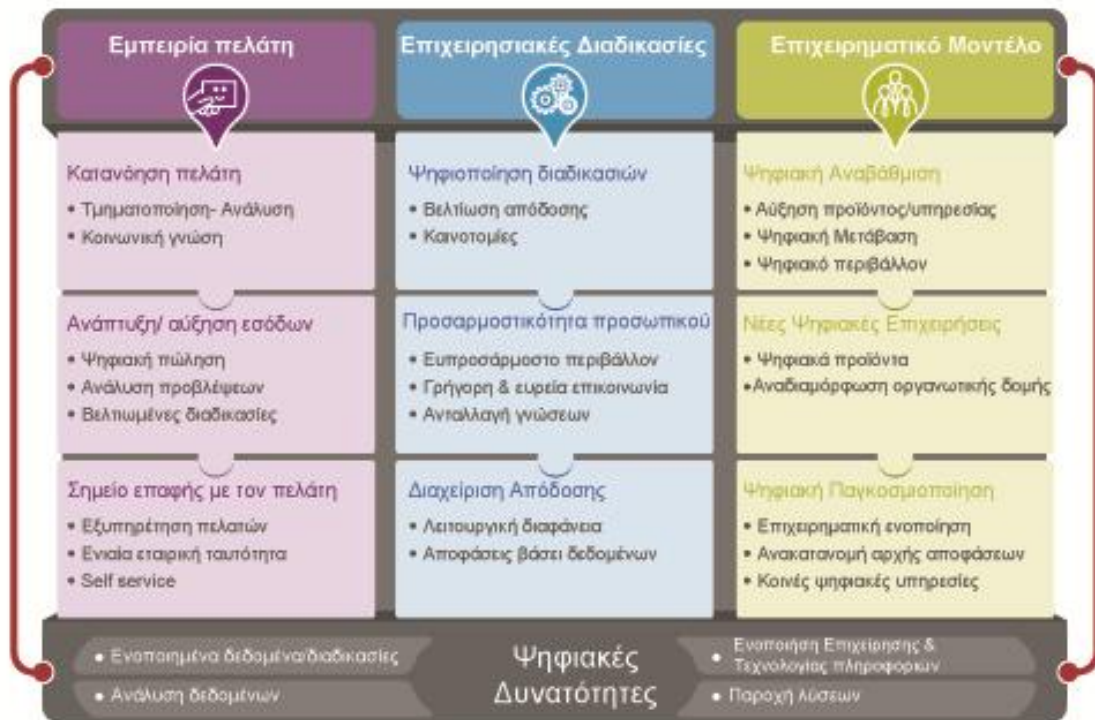 Εμπειρία πελάτη
Κατανόηση πελάτη
• Τμηματοποίηση- Ανάλυση
• Κοινωνική γνώση
Ανάπτυξη/ αύξηση εσόδων
• Ψηφιακή πώληση
• Ανάλυση προβλέψεων
• Βελτιωμένες διαδικασίες
Σημείο επαφής με τον πελάτη
• Εξυπηρέτηση πελατών
• Ενιαία εταιρική ταυτότητα
• Self service
Επιχειρησιακές Διαδικασίες
Ψηφιοποίηση διαδικασιών
• Βελτίωση απόδοσης
• Καινοτομίες
Προσαρμοστικότητα προσωπικού
• Ευπροσάρμοστο περιβάλλον
• Γρήγορη & ευρεία επικοινωνία
• Ανταλλαγή γνώσεων
Διαχείριση Απόδοσης
• Λειτουργική διαφάνεια
• Αποφάσεις βάσει δεδομένων
Επιχειρηματικό Μοντέλο
Ψηφιακή Αναβάθμιση
• Αύξηση προϊόντος/υπηρεσίας
• Ψηφιακή Μετάβαση
• Ψηφιακό περιβάλλον
Νέες Ψηφιακές Επιχειρήσεις
• Ψηφιακά προϊόντα
•Αναδιαμόρφωση οργανωτικής δομής
Ψηφιακή Παγκοσμιοποίηση
• Επιχειρηματική ενοποίηση
• Ανακατανομή αρχής αποφάσεων
• Κοινές ψηφιακές υπηρεσίες
• Ενοποιημένα δεδομένα/διαδικασίες
• Ανάλυση δεδομένων
Ψηφιακές
Δυνατότητες
• Ενοποιήση Επιχείρησης &
Τεχνολογίας πληροφοριών
• Παροχή λύσεων